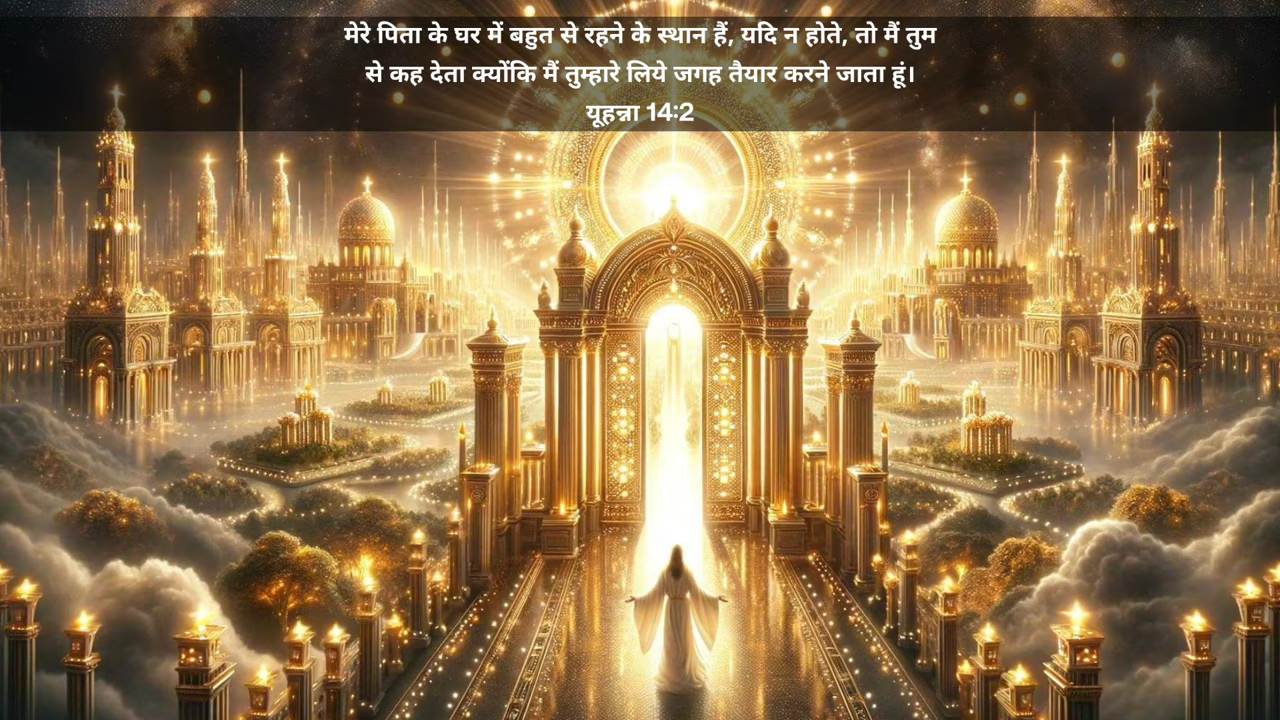 मेरे पिता के घर में बहुत से रहने के स्थान हैं, यदि न होते, तो मैं तुम
से कह देता क्योंकि मैं तुम्हारे लिये जगह तैयार करने जाता हूं।
यूहन्ना 14:2